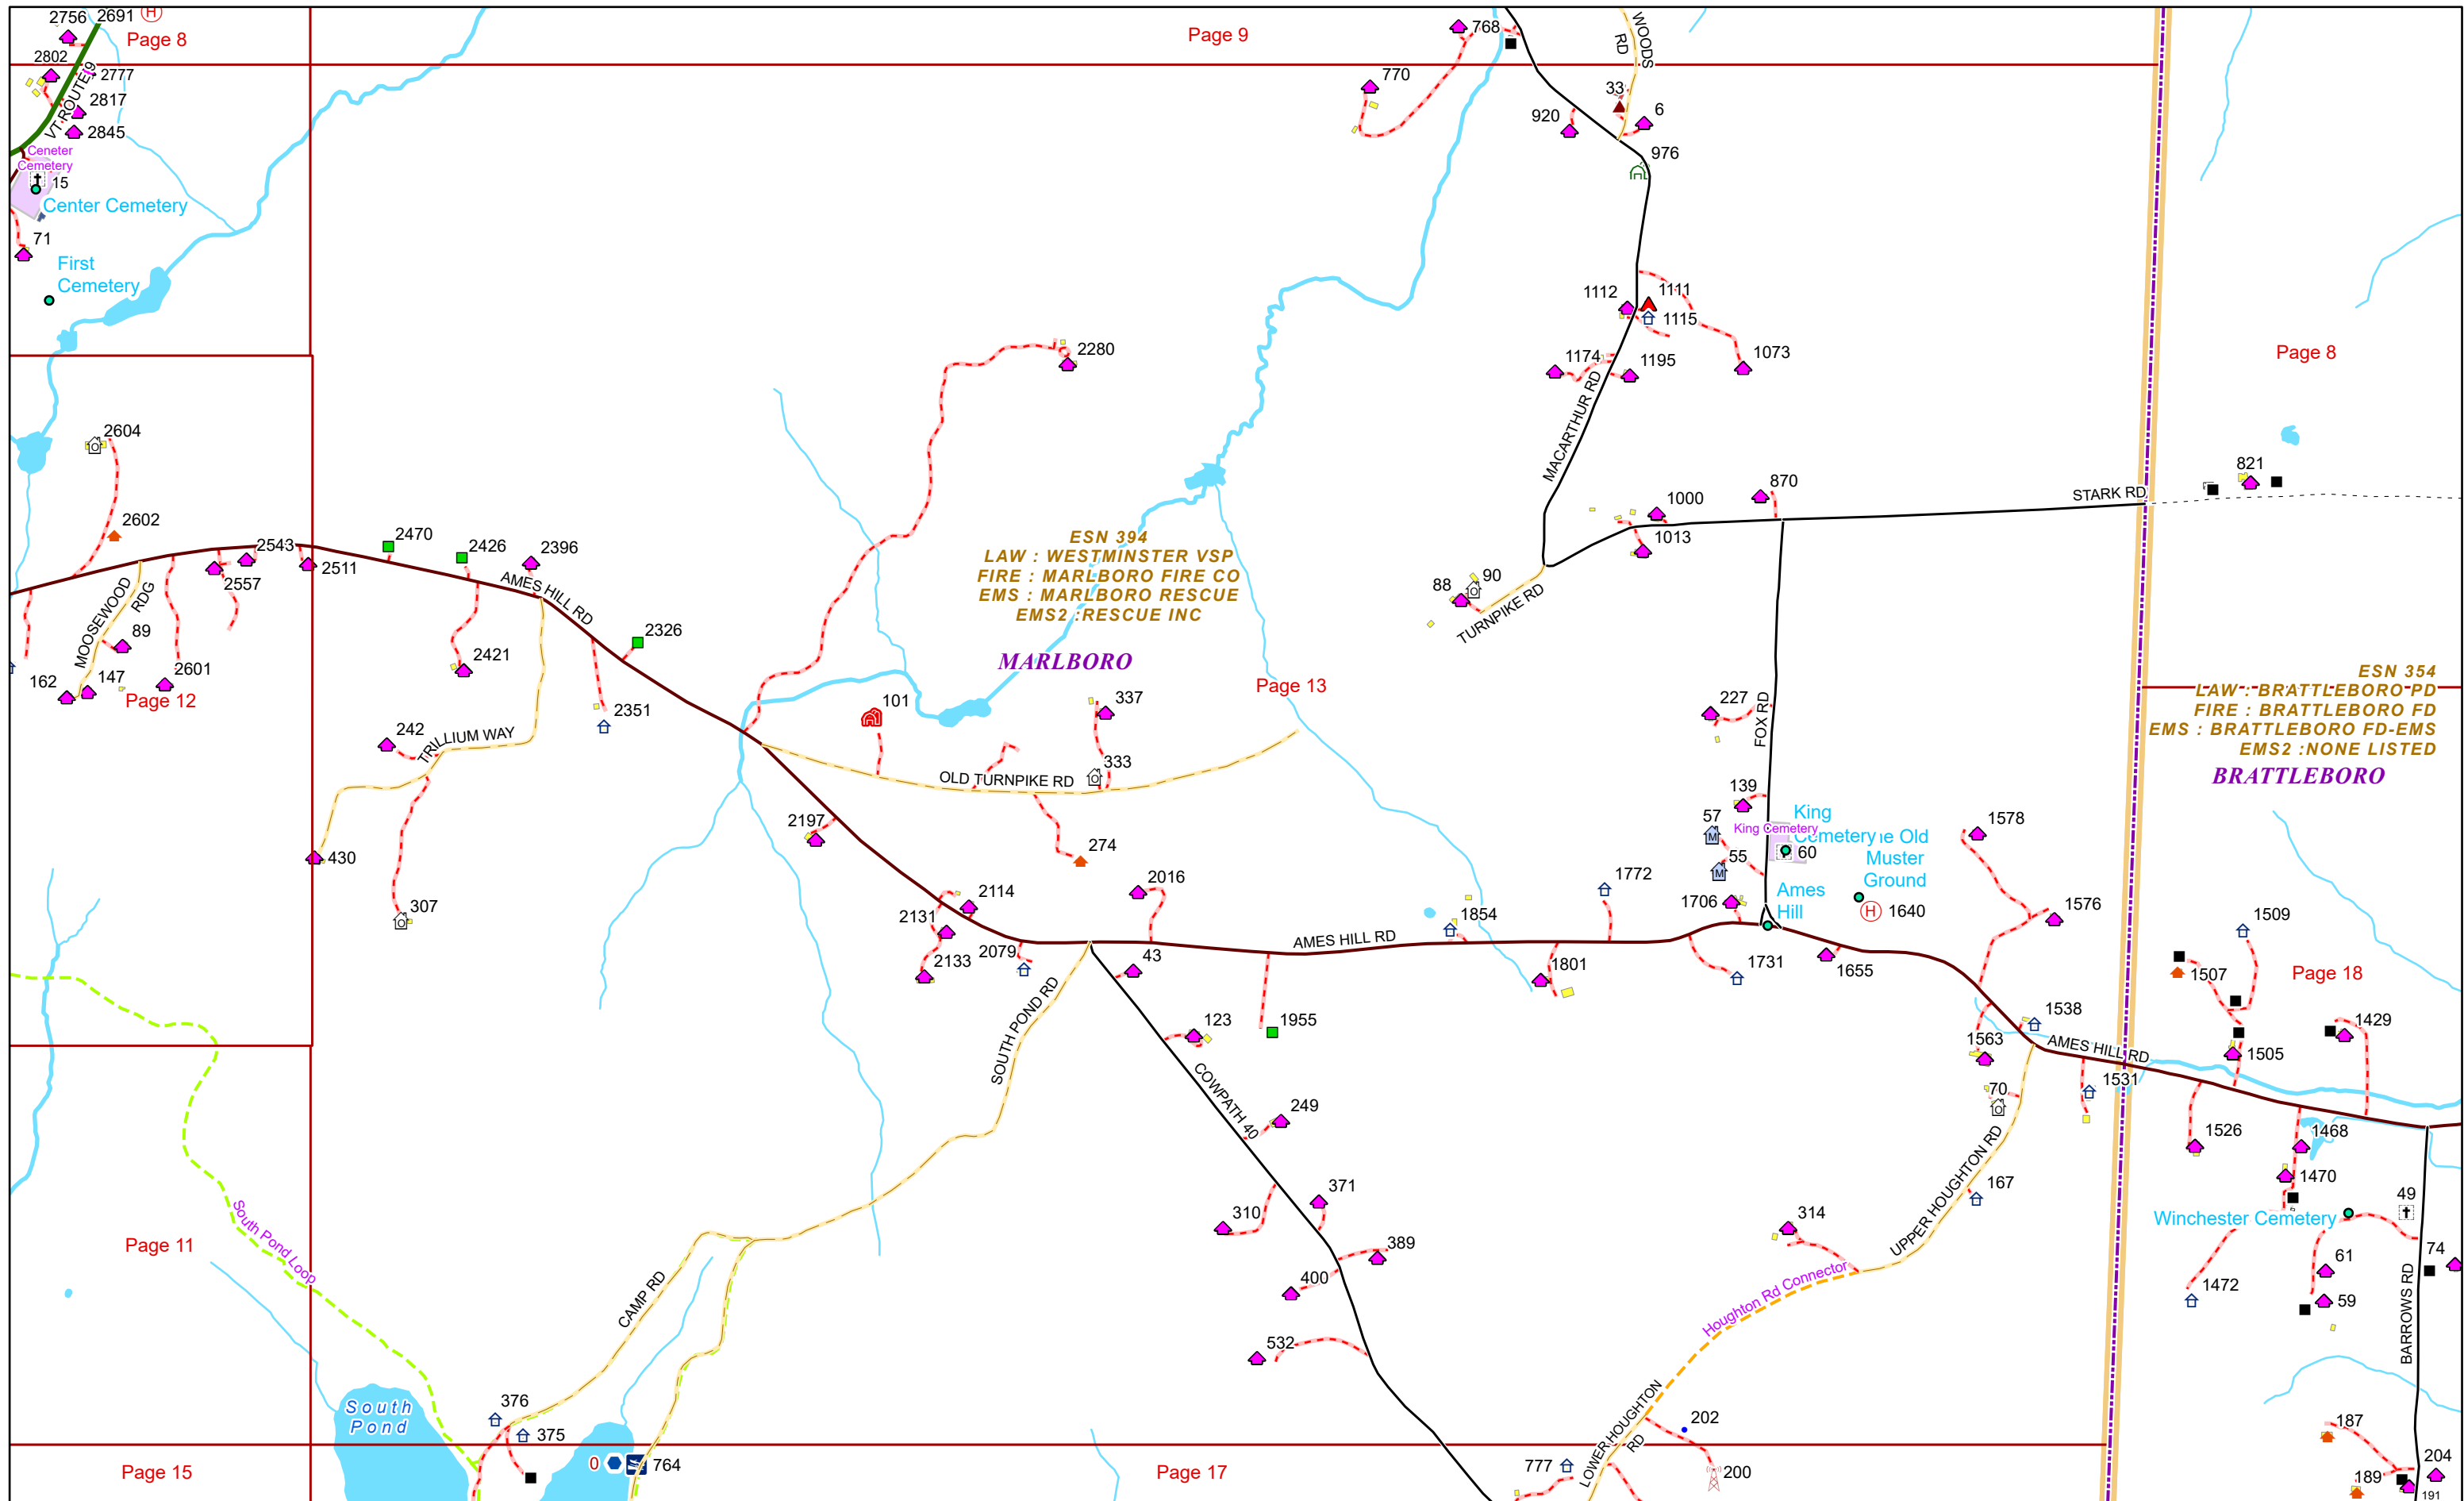 2756
2691
H
Page 8
Page 9
768
WOODS
RD
2802
2777
770
VT ROUTE 9
2817
2845
33
6
920
Ceneter
Cemetery
15
976
Center Cemetery
71
First
Cemetery
1112
1111
1115
2280
1174
1195
1073
Page 8
MACARTHUR RD
2604
821
870
STARK RD
1000
2602
2470
2426
2396
2543
2511
2557
1013
ESN 394
LAW : WESTMINSTER VSP
FIRE : MARLBORO FIRE CO
EMS : MARLBORO RESCUE
EMS2 :RESCUE INC
MARLBORO
AMES HILL RD
88
90
TURNPIKE RD
MOOSEWOOD
RDG
89
2326
2421
2601
162
147
Page 12
Page 13
ESN 354
LAW : BRATTLEBORO PD
FIRE : BRATTLEBORO FD
EMS : BRATTLEBORO FD-EMS
EMS2 :NONE LISTED
BRATTLEBORO
2351
101
337
227
FOX RD
242
TRILLIUM WAY
OLD TURNPIKE RD
333
139
2197
57
M
King
Cemetery
King Cemetery
60
e Old
Muster
Ground
1578
430
274
55
M
307
2114
2131
2016
1772
1706
Ames
Hill
H
1640
1576
1854
1509
2133
2079
43
AMES HILL RD
1801
1731
1655
1507
Page 18
SOUTH POND RD
123
1955
1538
1563
AMES HILL RD
1505
1429
COWPATH 40
249
70
1531
1526
1468
1470
South Pond Loop
Page 11
310
371
389
400
314
167
UPPER HOUGHTON RD
Winchester Cemetery
49
74
61
59
1472
BARROWS RD
CAMP RD
Houghton Rd Connector
532
South
Pond
376
375
LOWER HOUGHTON
RD
202
187
Page 15
0
764
Page 17
777
200
189
204
191